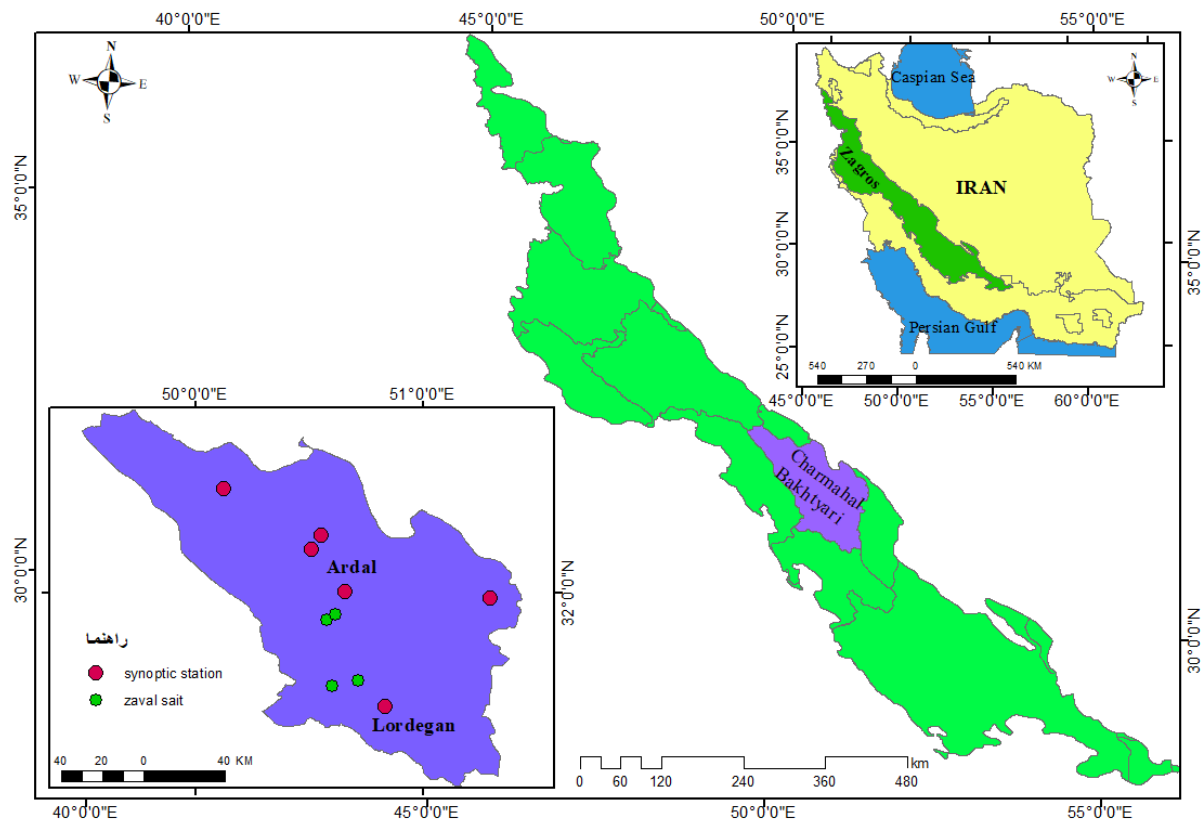 40°0'0"E 45°0'0"E 50°0'0"E 55°0'0"E
N
W E
S
35°0'0"N
Caspian Sea
Zagros
IRAN
Persian Gulf
35°0'0"N
30°0'0"N
25°0'0"N
540 270 0 540 KM
45°0'0"E 50°0'0"E 55°0'0"E 60°0'0"E
35°0'0"N
30°0'0"N
Charmahal
Bakhtyari
50°0'0"E 51°0'0"E
30°0'0"N
32°0'0"N
Ardal
راهنما
synoptic station
zaval sait
Lordegan
40 20 0 40 KM
km
0 60 120 240 360 480
40°0'0"E 45°0'0"E 50°0'0"E 55°0'0"E